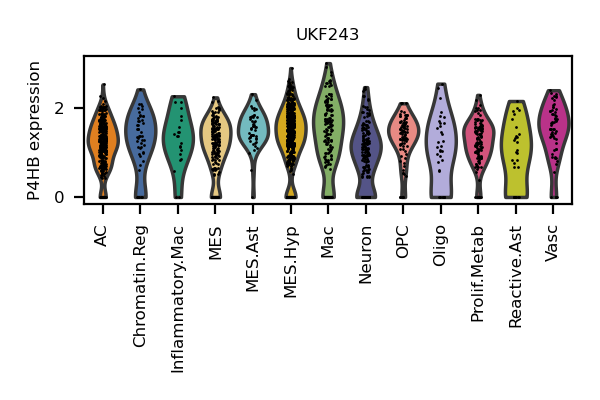 UKF243
P4HB expression
2
0
AC
Chromatin.Reg
Inflammatory.Mac
MES
MES.Ast
MES.Hyp
Mac
Neuron
OPC
Oligo
Prolif.Metab
Reactive.Ast
Vasc